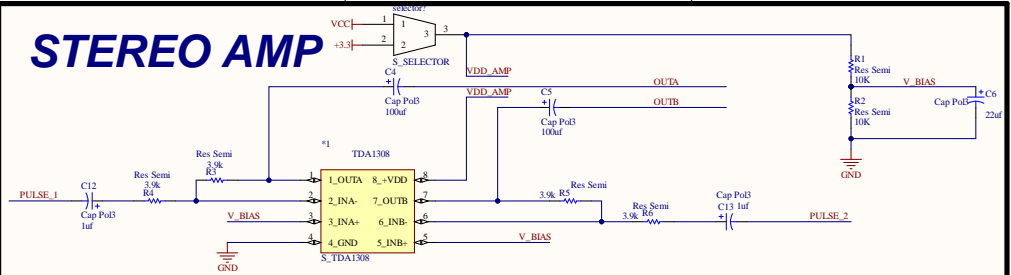 selector?
VCC 1 1 3 3
+3.3 2 2
STEREO AMP
S_SELECTOR
VDD_AMP
R1
Res Semi
10K
V_BIAS
C4
Cap Pol3
100uf
OUTA
VDD_AMP
C5
Cap Pol3
100uf
OUTB
R2
Res Semi
10K
C6
Cap Pol3
22uf
GND
*1
TDA1308
Res Semi
3.9k
R3
1 1_OUTA 8_+VDD 8
2 2_INA- 7_OUTB 7
3 3_INA+ 6_INB- 6
4 4_GND 5_INB+ 5
S_TDA1308
PULSE_1
C12
Cap Pol3
1uf
Res Semi
3.9k
R4
V_BIAS
GND
3.9k R5
Res Semi
Res Semi
3.9k R6
Cap Pol3
C13 1uf
PULSE_2
V_BIAS